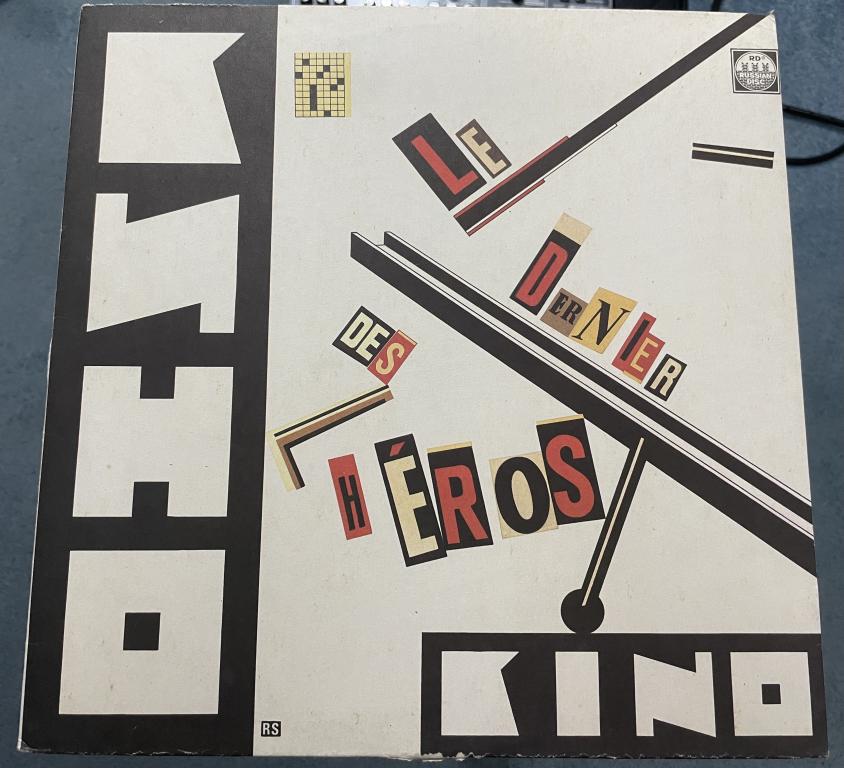 КИНО
RD®
RUSSIAN
DISC
LE
DERNIER
DES
HÉROS
RS
KINO